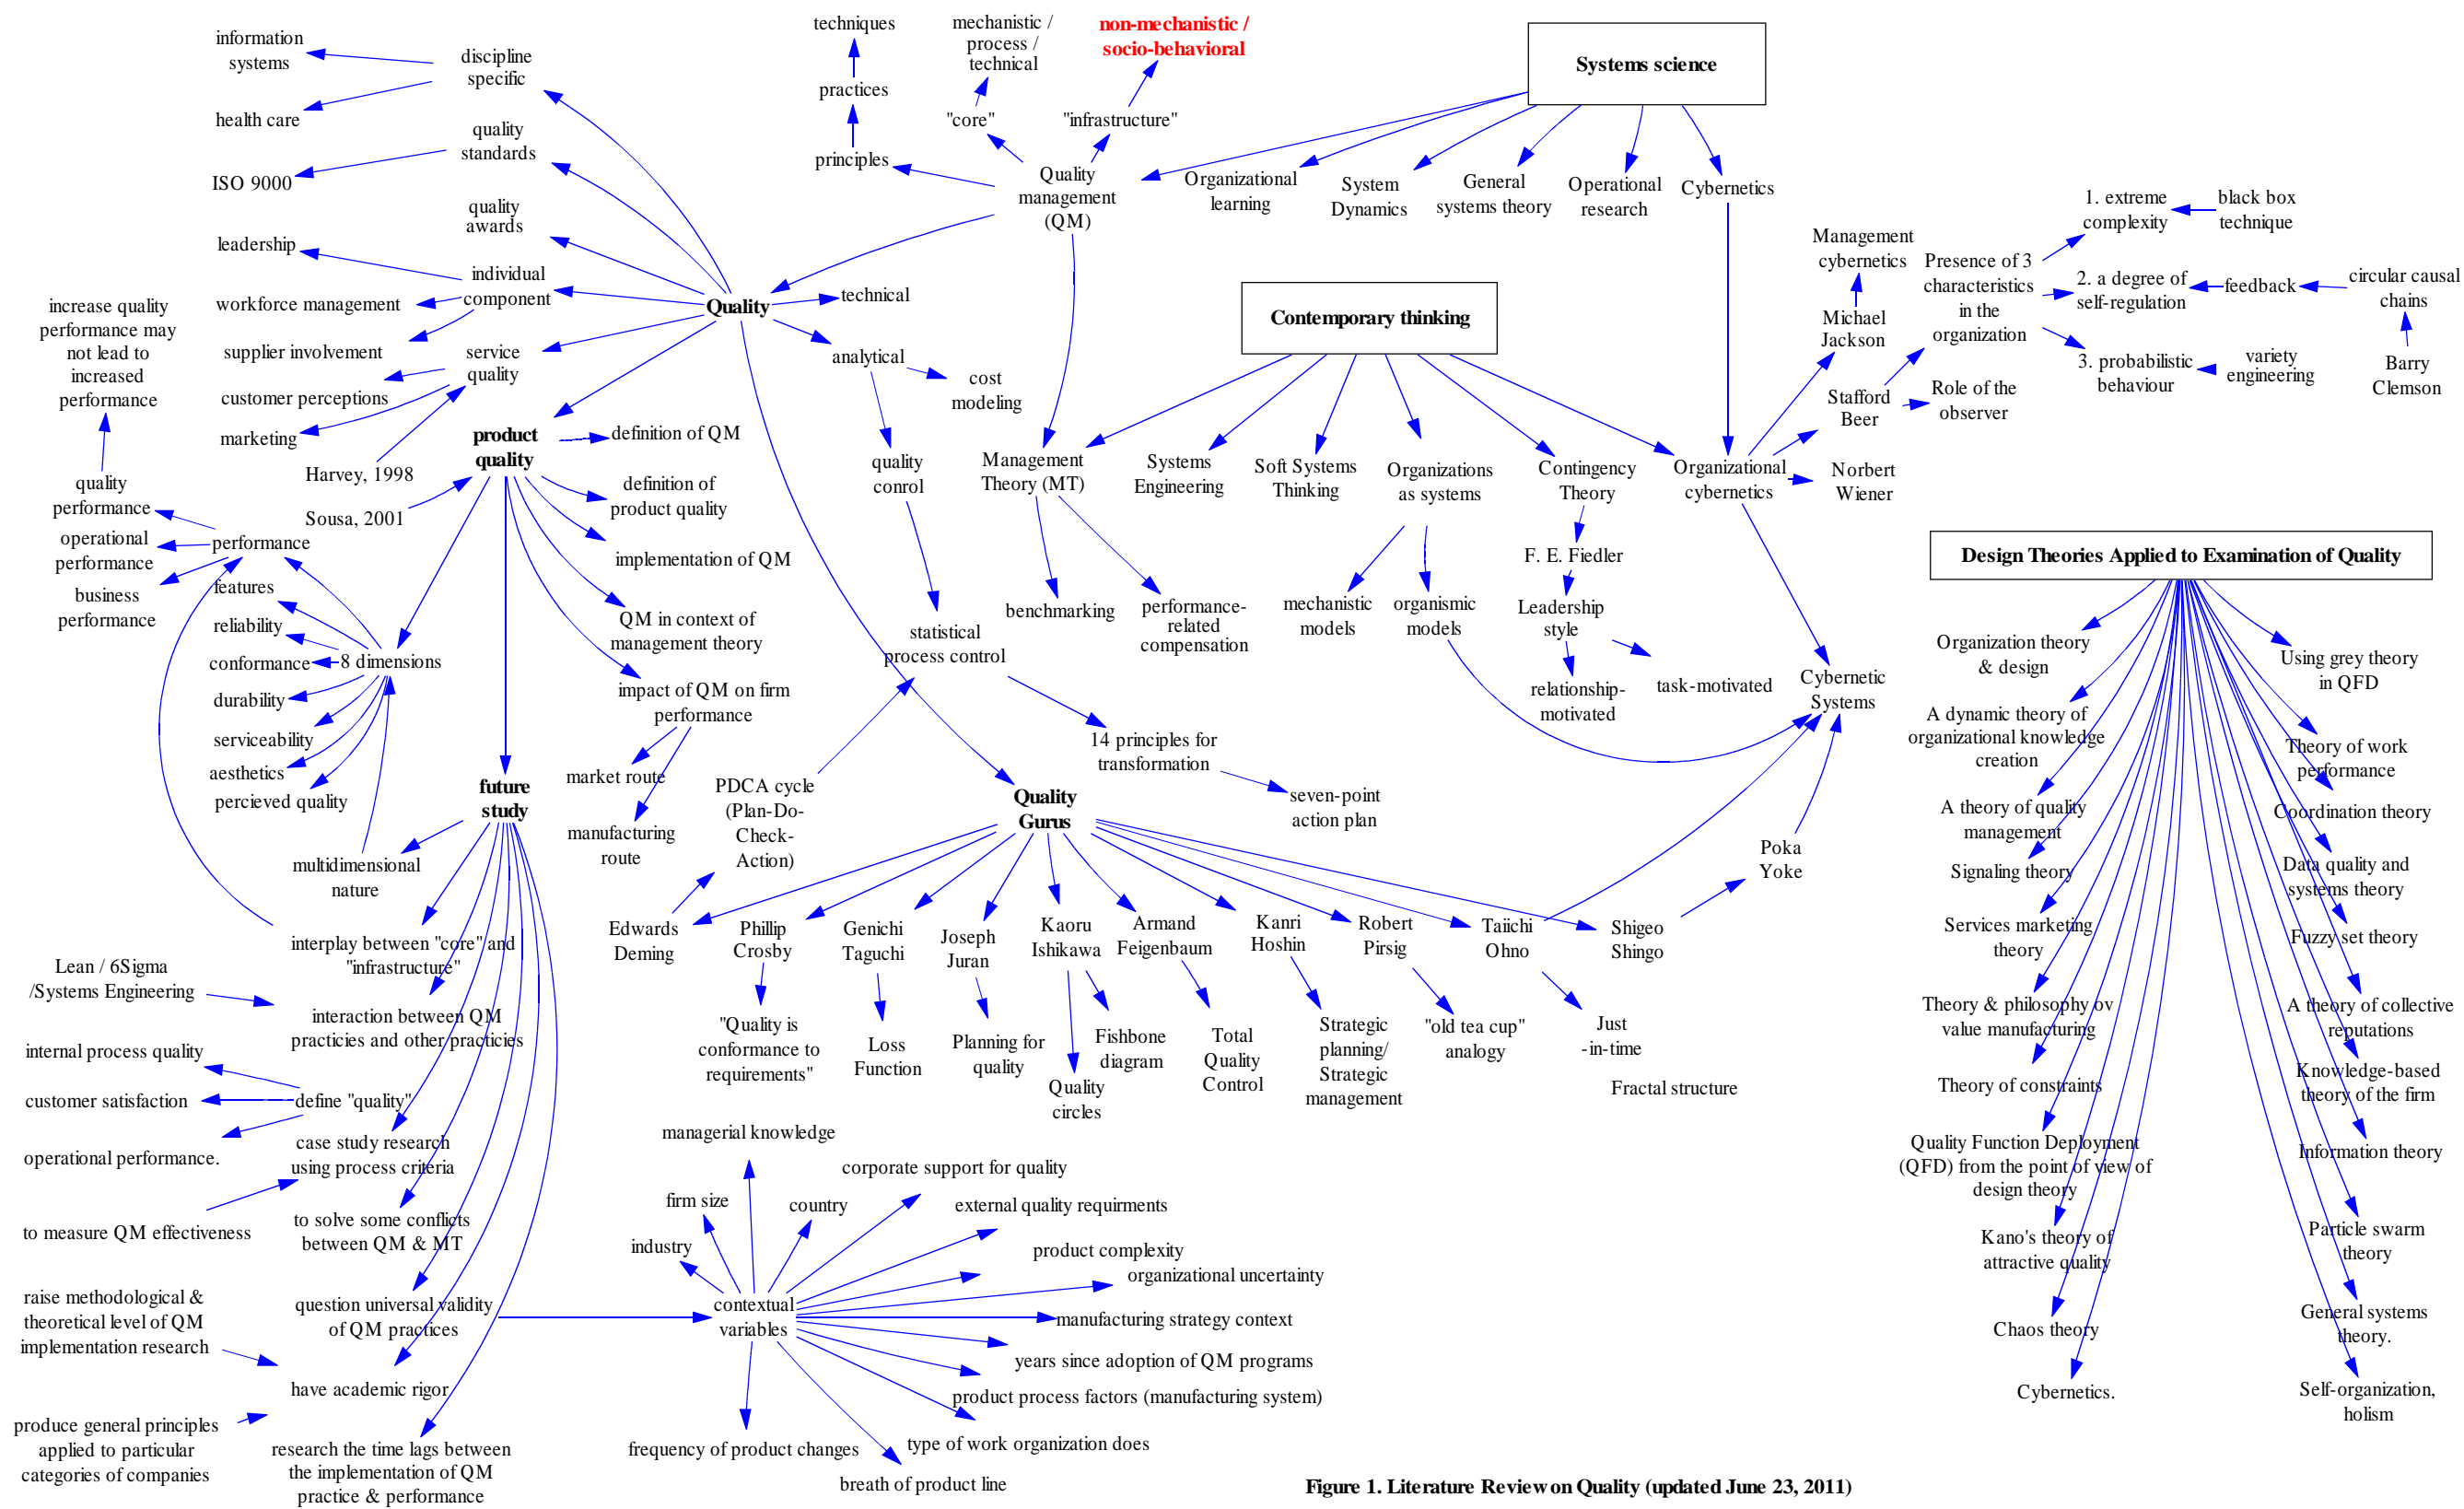 techniques
practices
principles
mechanistic /
process /
technical
"core"
non-mechanistic /
socio-behavioral
"infrastructure"
Quality
management
(QM)
Systems science
Organizational
learning
System
Dynamics
General
systems theory
Operational
research
Cybernetics
information
systems
discipline
specific
health care
quality
standards
ISO 9000
quality
awards
leadership
individual
component
workforce management
supplier involvement
service
quality
customer perceptions
marketing
Harvey, 1998
Sousa, 2001
Quality
technical
analytical
cost
modeling
quality
conrol
statistical
process control
product
quality
definition of QM
definition of
product quality
implementation of QM
QM in context of
management theory
impact of QM on firm
performance
market route
manufacturing
route
increase quality
performance may
not lead to
increased
performance
quality
performance
operational
performance
business
performance
performance
features
reliability
conformance
8 dimensions
durability
serviceability
aesthetics
percieved quality
multidimensional
nature
future
study
interplay between "core" and
"infrastructure"
Lean / 6Sigma
/Systems Engineering
interaction between QM
practicies and other practicies
internal process quality
customer satisfaction
define "quality"
operational performance.
case study research
using process criteria
to measure QM effectiveness
to solve some conflicts
between QM & MT
question universal validity
of QM practices
raise methodological &
theoretical level of QM
implementation research
have academic rigor
produce general principles
applied to particular
categories of companies
research the time lags between
the implementation of QM
practice & performance
Contemporary thinking
Management
Theory (MT)
benchmarking
performance-
related
compensation
Systems
Engineering
Soft Systems
Thinking
Organizations
as systems
mechanistic
models
organismic
models
Contingency
Theory
F. E. Fiedler
Leadership
style
relationship-
motivated
task-motivated
Organizational
cybernetics
Management
cybernetics
Michael
Jackson
Stafford
Beer
Norbert
Wiener
Role of the
observer
Presence of 3
characteristics
in the
organization
1. extreme
complexity
black box
technique
2. a degree of
self-regulation
feedback
circular causal
chains
Barry
Clemson
3. probabilistic
behaviour
variety
engineering
Cybernetic
Systems
PDCA cycle
(Plan-Do-
Check-
Action)
14 principles for
transformation
seven-point
action plan
Quality
Gurus
Edwards
Deming
Phillip
Crosby
Genichi
Taguchi
Joseph
Juran
Kaoru
Ishikawa
Armand
Feigenbaum
Kanri
Hoshin
Robert
Pirsig
Taiichi
Ohno
Shigeo
Shingo
Poka
Yoke
"Quality is
conformance to
requirements"
Loss
Function
Planning for
quality
Quality
circles
Fishbone
diagram
Total
Quality
Control
Strategic
planning/
Strategic
management
"old tea cup"
analogy
Just
-in-time
Fractal structure
managerial knowledge
firm size
industry
country
corporate support for quality
external quality requirments
product complexity
organizational uncertainty
contextual
variables
manufacturing strategy context
years since adoption of QM programs
product process factors (manufacturing system)
type of work organization does
breath of product line
frequency of product changes
Design Theories Applied to Examination of Quality
Organization theory
& design
A dynamic theory of
organizational knowledge
creation
A theory of quality
management
Signaling theory
Services marketing
theory
Theory & philosophy ov
value manufacturing
Theory of constraints
Quality Function Deployment
(QFD) from the point of view of
design theory
Kano's theory of
attractive quality
Chaos theory
Cybernetics.
Using grey theory
in QFD
Theory of work
performance
Coordination theory
Data quality and
systems theory
Fuzzy set theory
A theory of collective
reputations
Knowledge-based
theory of the firm
Information theory
Particle swarm
theory
General systems
theory.
Self-organization,
holism
Figure 1. Literature Review on Quality (updated June 23, 2011)